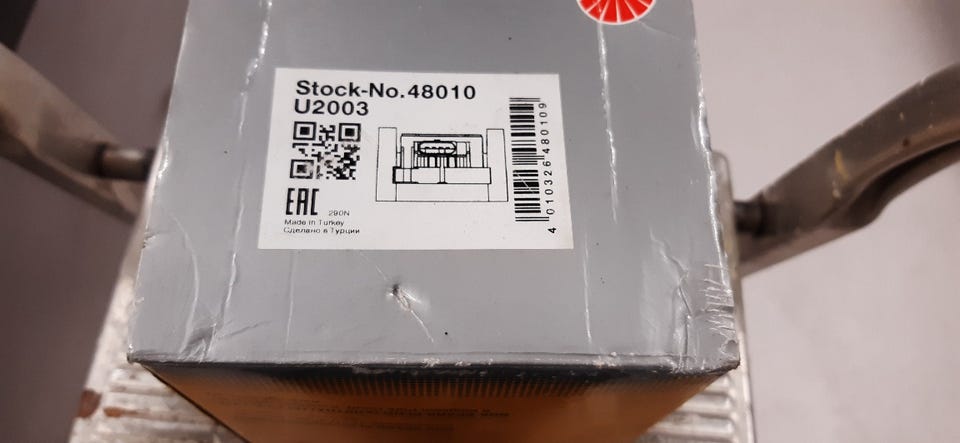 Stock-No.48010
U2003
EAC
290N
Made in Turkey
Сделано в Турции
4 010326 480109